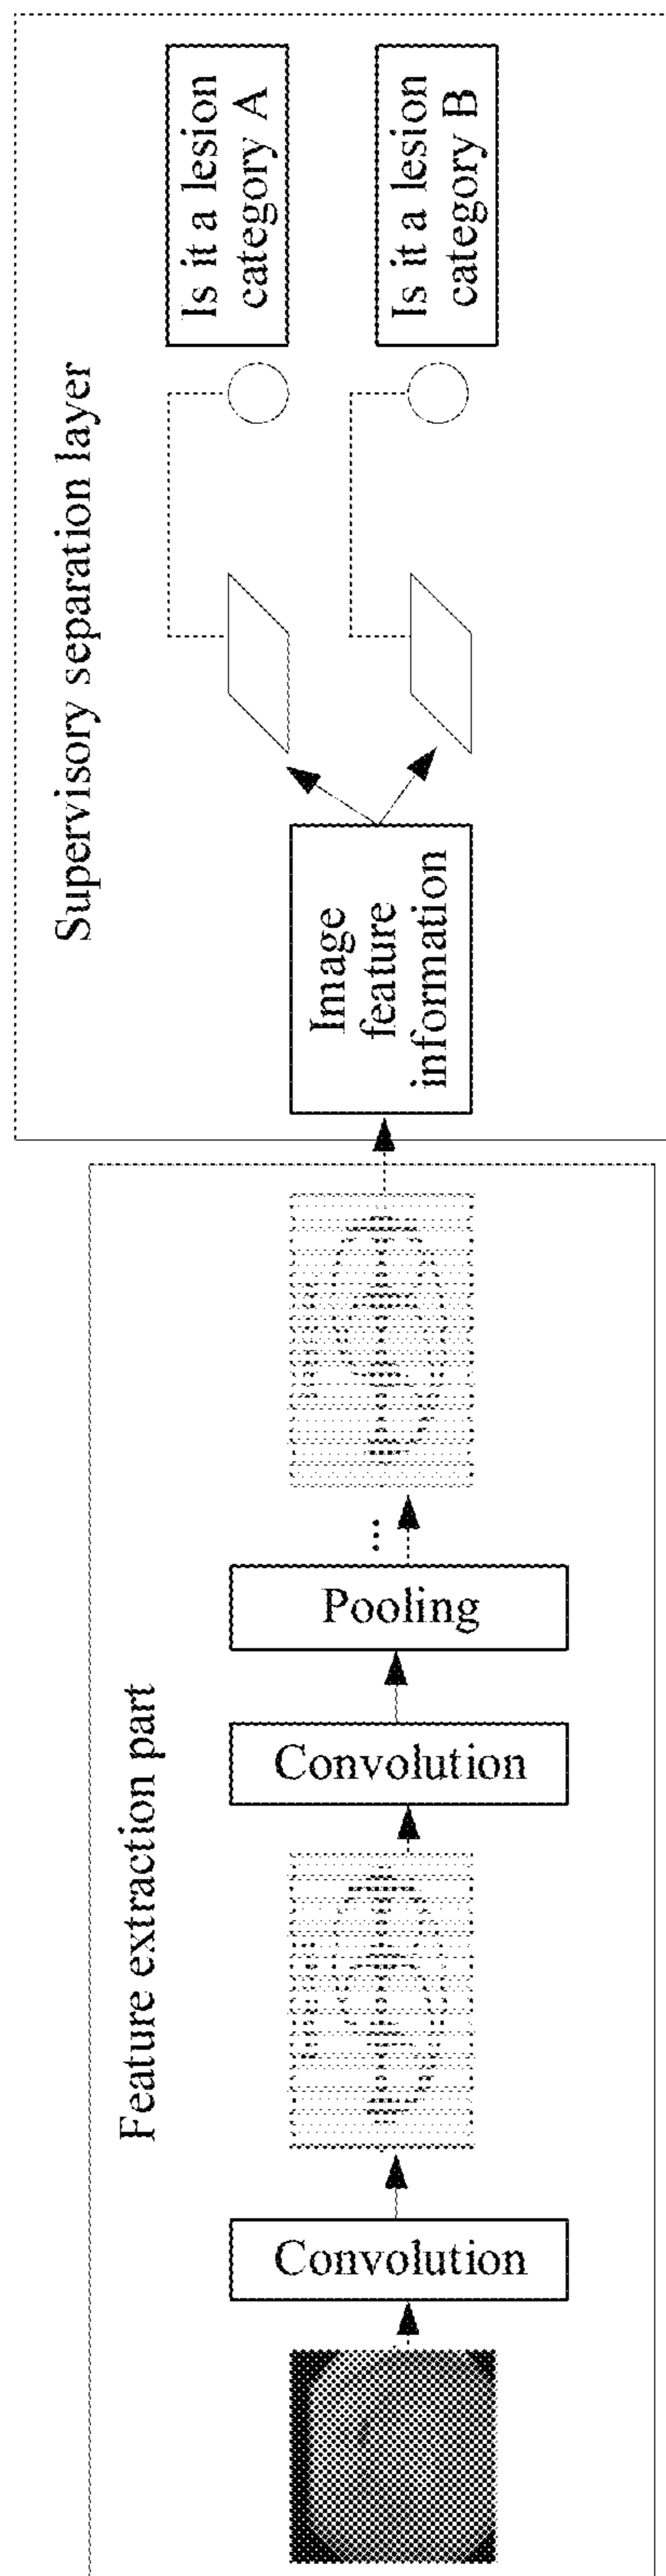 Feature extraction part
Convolution
Convolution
Pooling
...
Supervisory separation layer
Image
feature
information
Is it a lesion
category A
Is it a lesion
category B